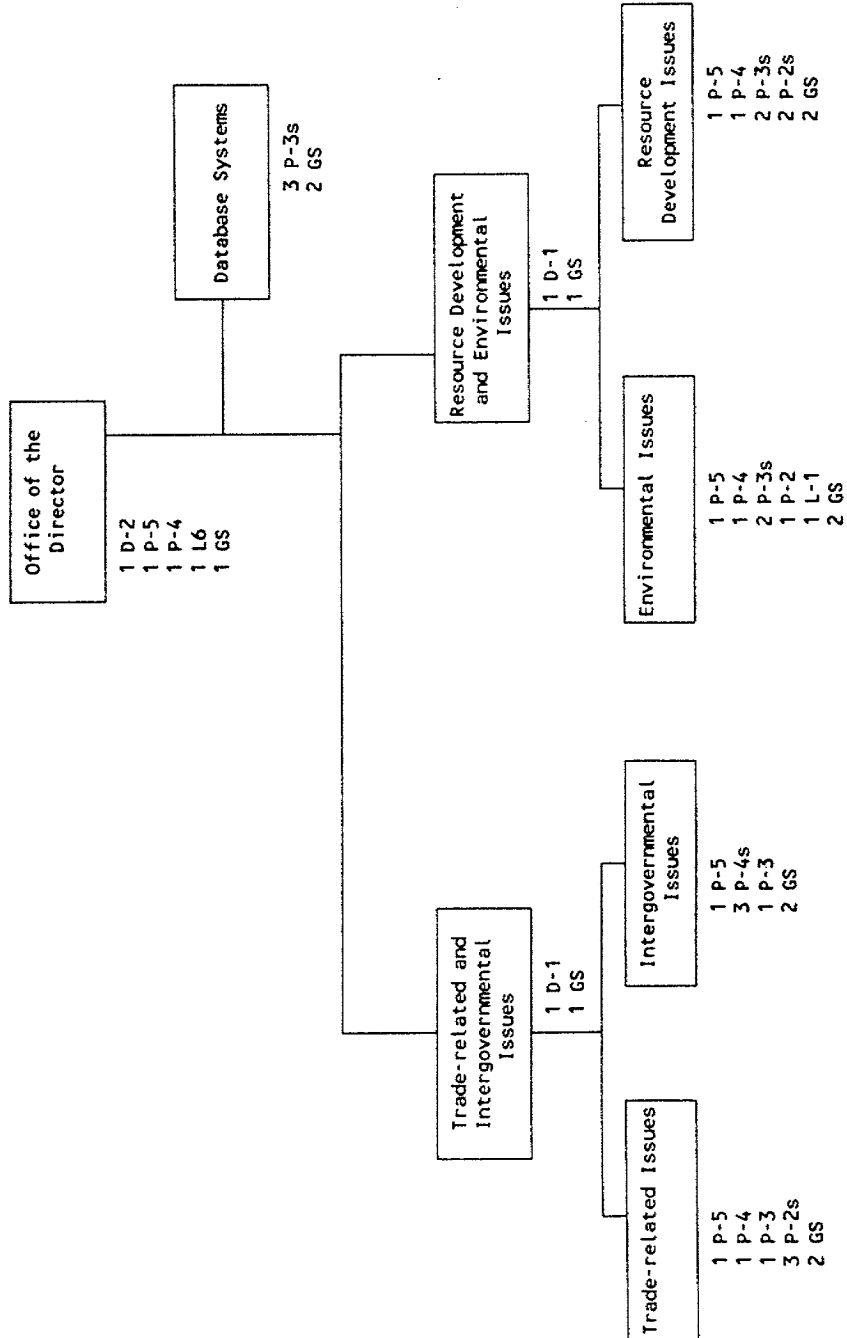 Office of the
Director
1 D-2
1 P-5
1 P-4
1 L6
1 GS
Database Systems
3 P-3s
2 GS
Trade-related and
Intergovernmental
Issues
1 D-1
1 GS
Resource Development
and Environmental
Issues
1 D-1
1 GS
Trade-related Issues
1 P-5
1 P-4
1 P-3
3 P-2s
2 GS
Intergovernmental
Issues
1 P-5
3 P-4s
1 P-3
2 GS
Environmental Issues
1 P-5
1 P-4
2 P-3s
1 P-2
1 L-1
2 GS
Resource
Development Issues
1 P-5
1 P-4
2 P-3s
2 P-2s
2 GS